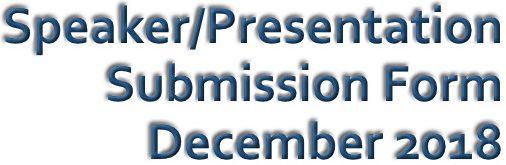 Speaker/Presentation
Submission Form
December 2018